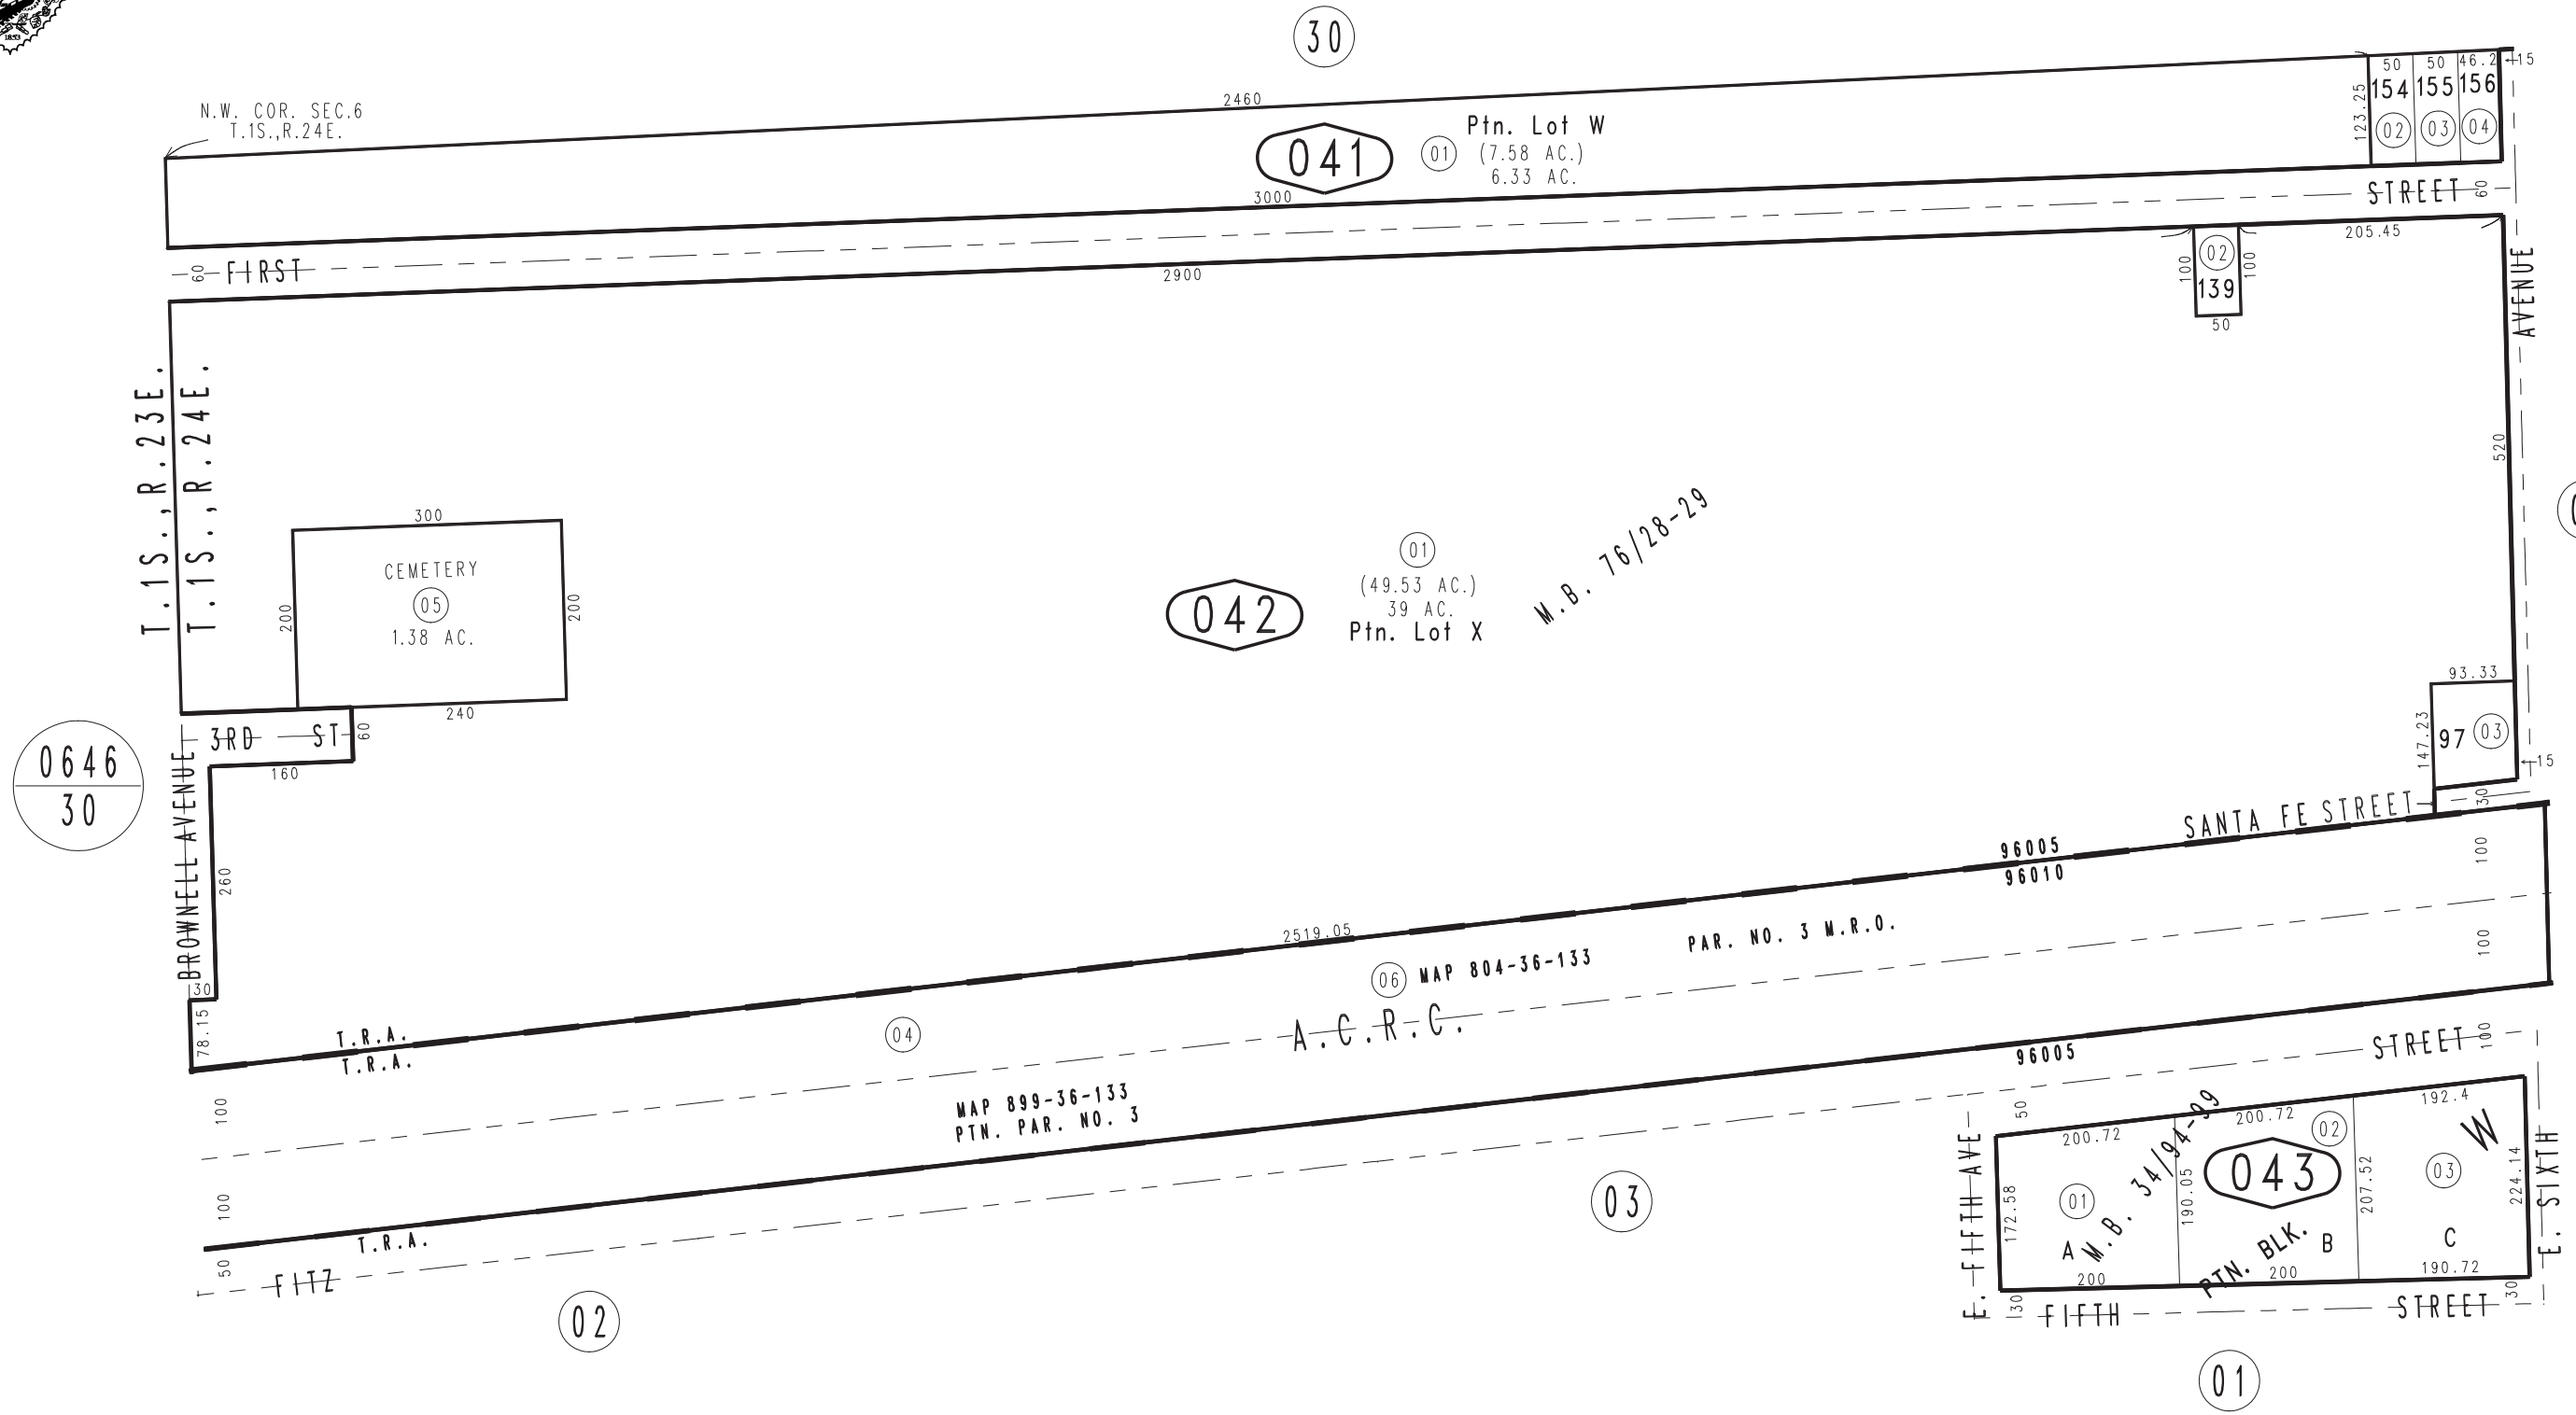 1853
30
N.W. COR. SEC.6
T.1S.,R.24E.
2460
50
50
46.2
15
123.25
154
155
156
02
03
04
041
01
Ptn. Lot W
(7.58 AC.)
6.33 AC.
3000
60
FIRST
STREET
60
2900
205.45
100
02
139
100
50
AVENUE
T.1S.,R.23E.
T.1S.,R.24E.
520
300
CEMETERY
05
1.38 AC.
200
200
240
042
01
(49.53 AC.)
39 AC.
Ptn. Lot X
M.B. 76/28-29
93.33
147.23
97
03
15
3RD ST
60
160
0646
30
BROWNELL AVENUE
260
30
78.15
SANTA FE STREET
30
96005
96010
100
100
2519.05
06
MAP 804-36-133
PAR. NO. 3 M.R.O.
04
A.C.R.C.
T.R.A.
T.R.A.
100
100
MAP 899-36-133
PTN. PAR. NO. 3
96005
STREET
100
T.R.A.
50
FITZ
02
03
50
200.72
200.72
192.4
E. FIFTH AVE
172.58
01
A
M.B. 34/94-99
190.05
02
043
PTN. BLK.
W
B
207.52
03
C
224.14
E. SIXTH
200
200
190.72
30
30
FIFTH
STREET
01